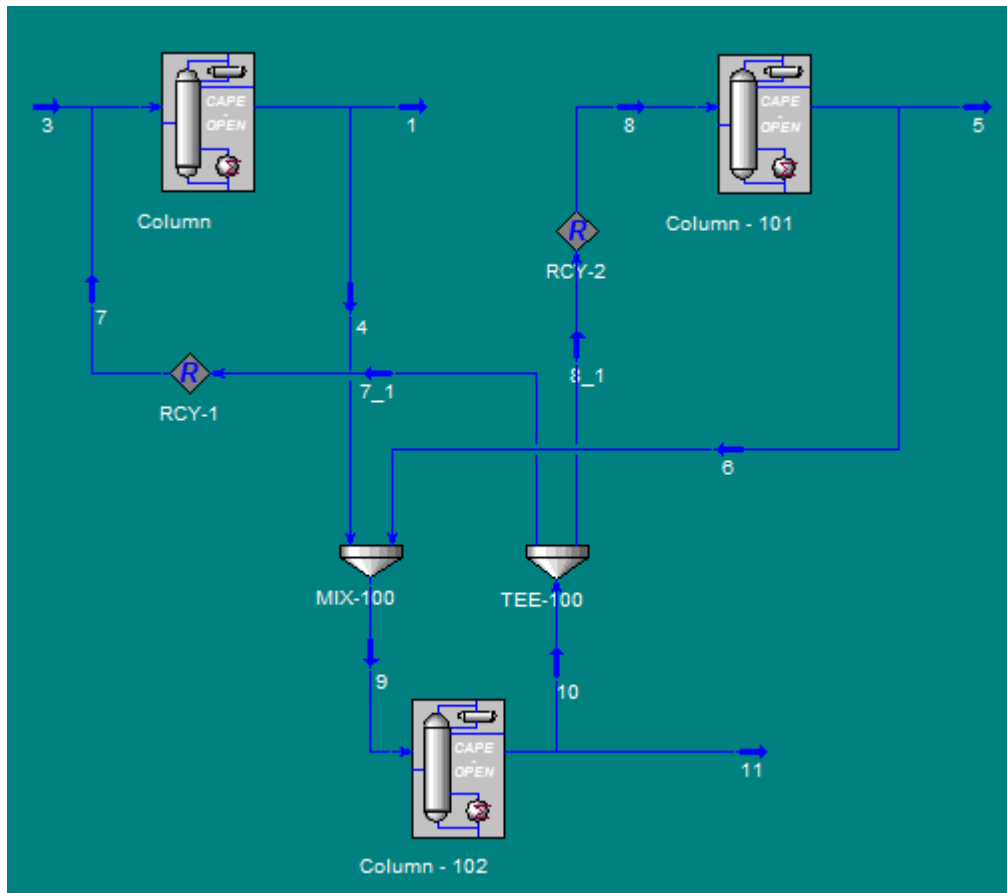 CAPE
-
OPEN
3
1
Column
CAPE
-
OPEN
8
5
Column - 101
R
RCY-2
7
4
R
7_1
8_1
RCY-1
6
MIX-100
TEE-100
9
10
CAPE
-
OPEN
11
Column - 102